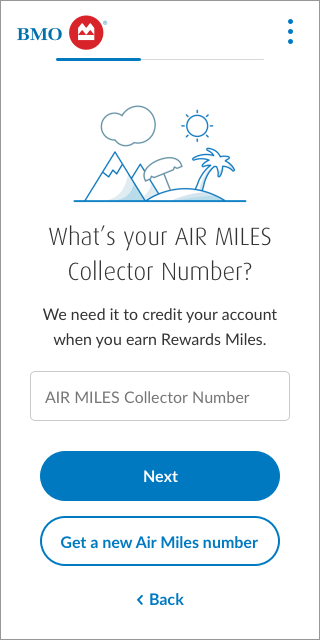 BMO
What's your AIR MILES
Collector Number?
We need it to credit your account
when you earn Rewards Miles.
AIR MILES Collector Number
Next
Get a new Air Miles number
Back